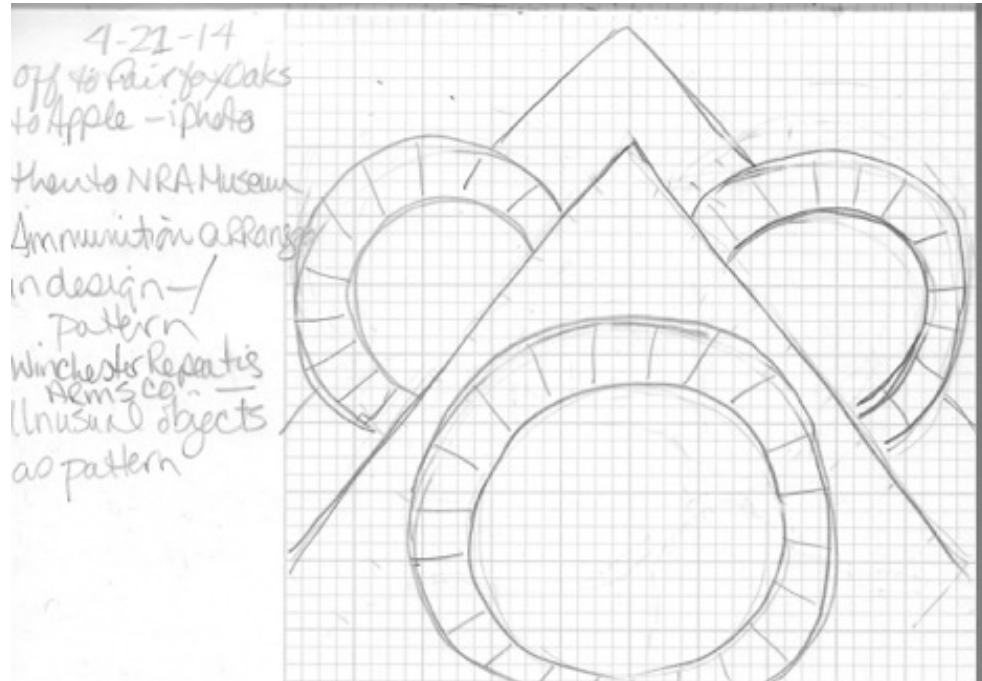 4-21-14
off to Fairfax Oaks
to Apple - iphoto
then to NRA Museum
Ammunition arranged
in design -/
pattern
Winchester Repeating
Arms Co. -
Unusual objects
as pattern